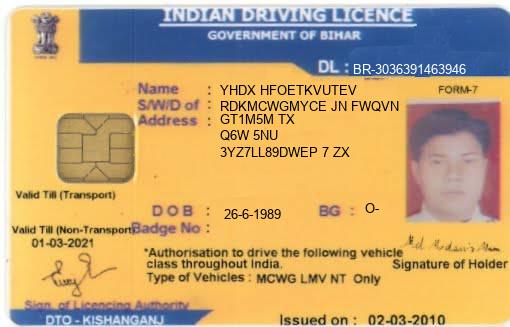 INDIAN DRIVING LICENCE
GOVERNMENT OF BIHAR
DL : BR-3036391463946
Name : YHDX HFOETKVUTEV
FORM-7
S/W/D of : RDKMCWGMYCE JN FWQVN
Address : GT1M5M TX
Q6W 5NU
3YZ7LL89DWEP 7 ZX
Valid Till (Transport)
DOB : 26-6-1989 BG : O-
Valid Till (Non-Transport)
Badge No :
01-03-2021
*Authorisation to drive the following vehicle
class throughout India.
Signature of Holder
Type of Vehicles : MCWG LMV NT Only
Sign. of Licencing Authority
DTO - KISHANGANJ
Issued on : 02-03-2010